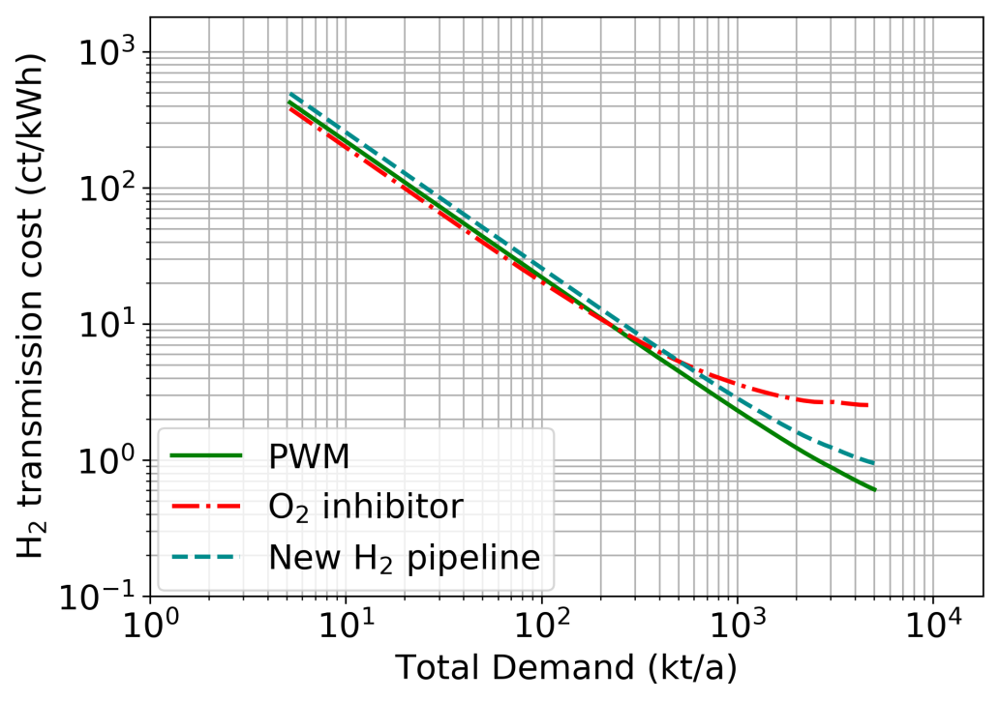 H₂ transmission cost (ct/kWh)
10³
10²
10¹
10⁰
10⁻¹
PWM
O₂ inhibitor
New H₂ pipeline
10⁰ 10¹ 10² 10³ 10⁴
Total Demand (kt/a)